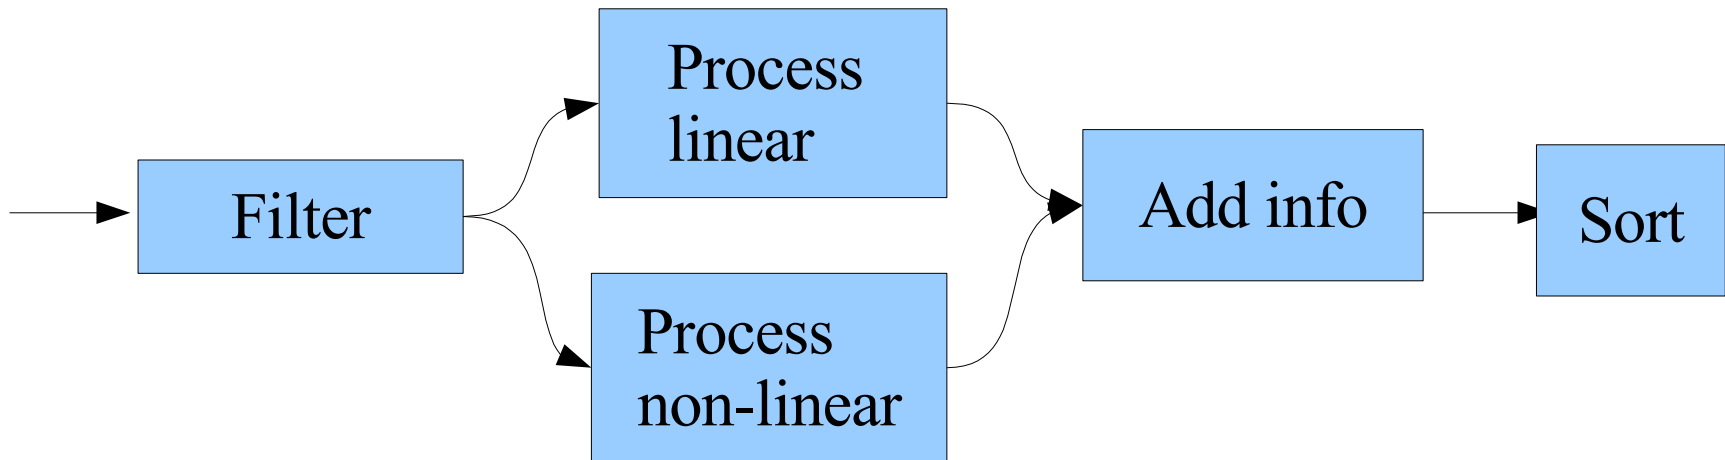 Filter
Process
linear
Process
non-linear
Add info
Sort